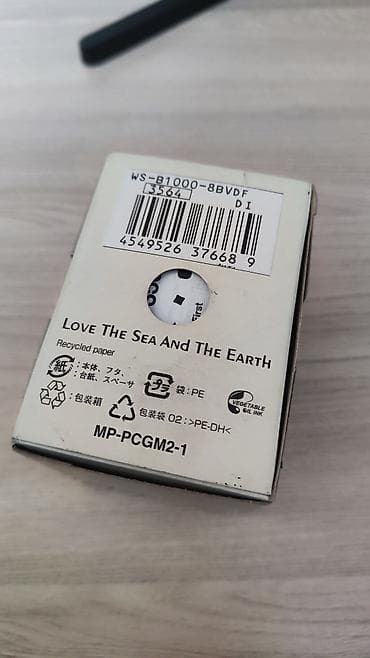 WS-B1000-8BVDF
3564 DI
4549526 37668 9
First
LOVE THE SEA AND THE EARTH
Recycled paper
紙 :本体、フタ、
台紙、スペーサ
プラ 袋:PE
VEGETABLE
OIL INK
:包装箱
包装袋 02:>PE-DH<
MP-PCGM2-1